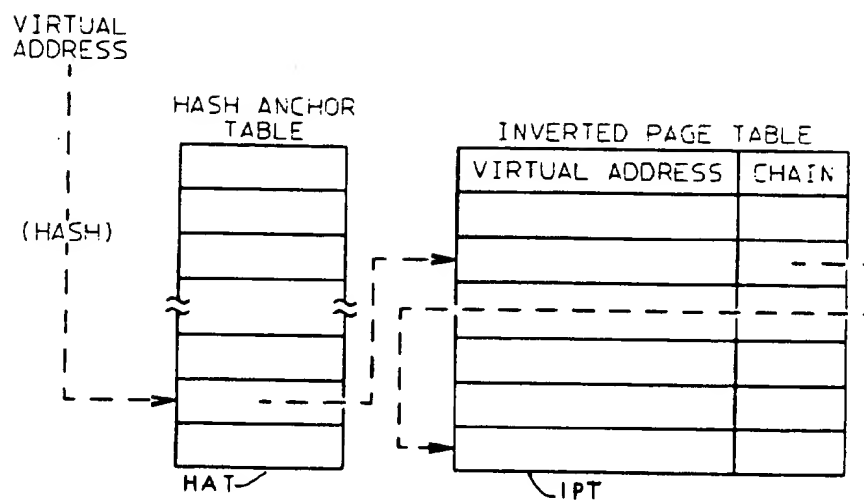 VIRTUAL
ADDRESS
HASH ANCHOR
TABLE
INVERTED PAGE TABLE
VIRTUAL ADDRESS
CHAIN
(HASH)
HAT
IPT